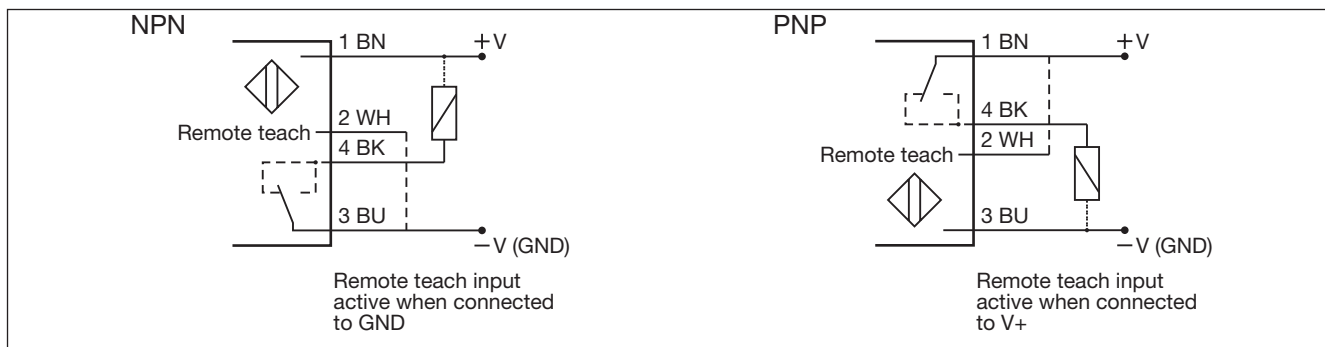 NPN
1 BN
+V
2 WH
Remote teach
4 BK
3 BU
−V (GND)
Remote teach input
active when connected
to GND
PNP
1 BN
+V
4 BK
2 WH
Remote teach
3 BU
−V (GND)
Remote teach input
active when connected
to V+